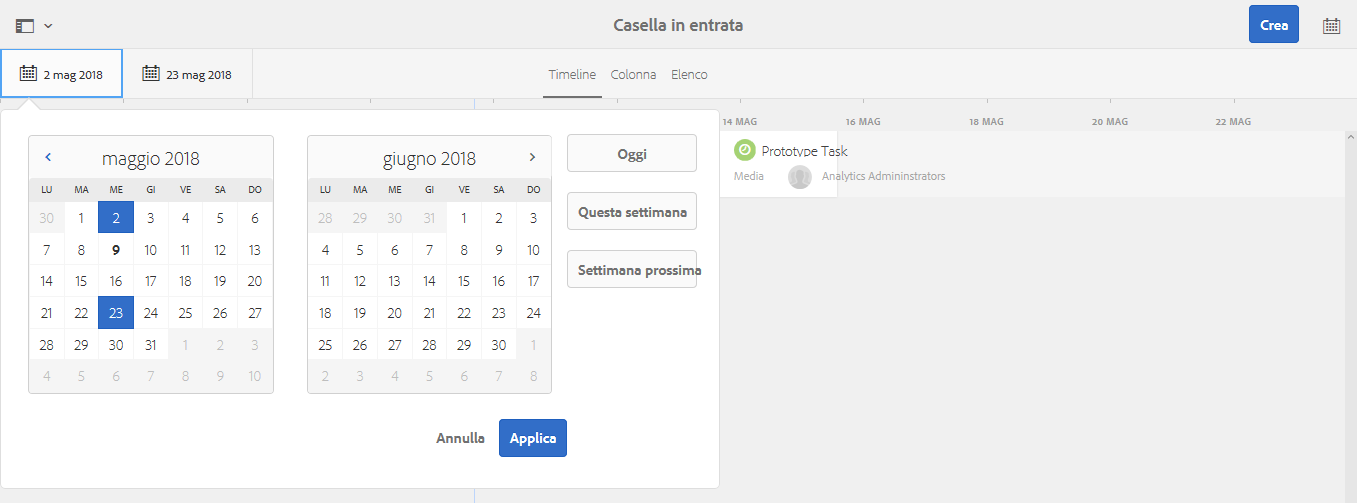 Casella in entrata
Crea
2 mag 2018
23 mag 2018
Timeline Colonna Elenco
14 MAG 16 MAG 18 MAG 20 MAG 22 MAG
Prototype Task
Media Analytics Admininstrators
maggio 2018
LU MA ME GI VE SA DO
30 1 2 3 4 5 6
7 8 9 10 11 12 13
14 15 16 17 18 19 20
21 22 23 24 25 26 27
28 29 30 31 1 2 3
4 5 6 7 8 9 10
giugno 2018
LU MA ME GI VE SA DO
28 29 30 31 1 2 3
4 5 6 7 8 9 10
11 12 13 14 15 16 17
18 19 20 21 22 23 24
25 26 27 28 29 30 1
2 3 4 5 6 7 8
Oggi
Questa settimana
Settimana prossima
Annulla Applica